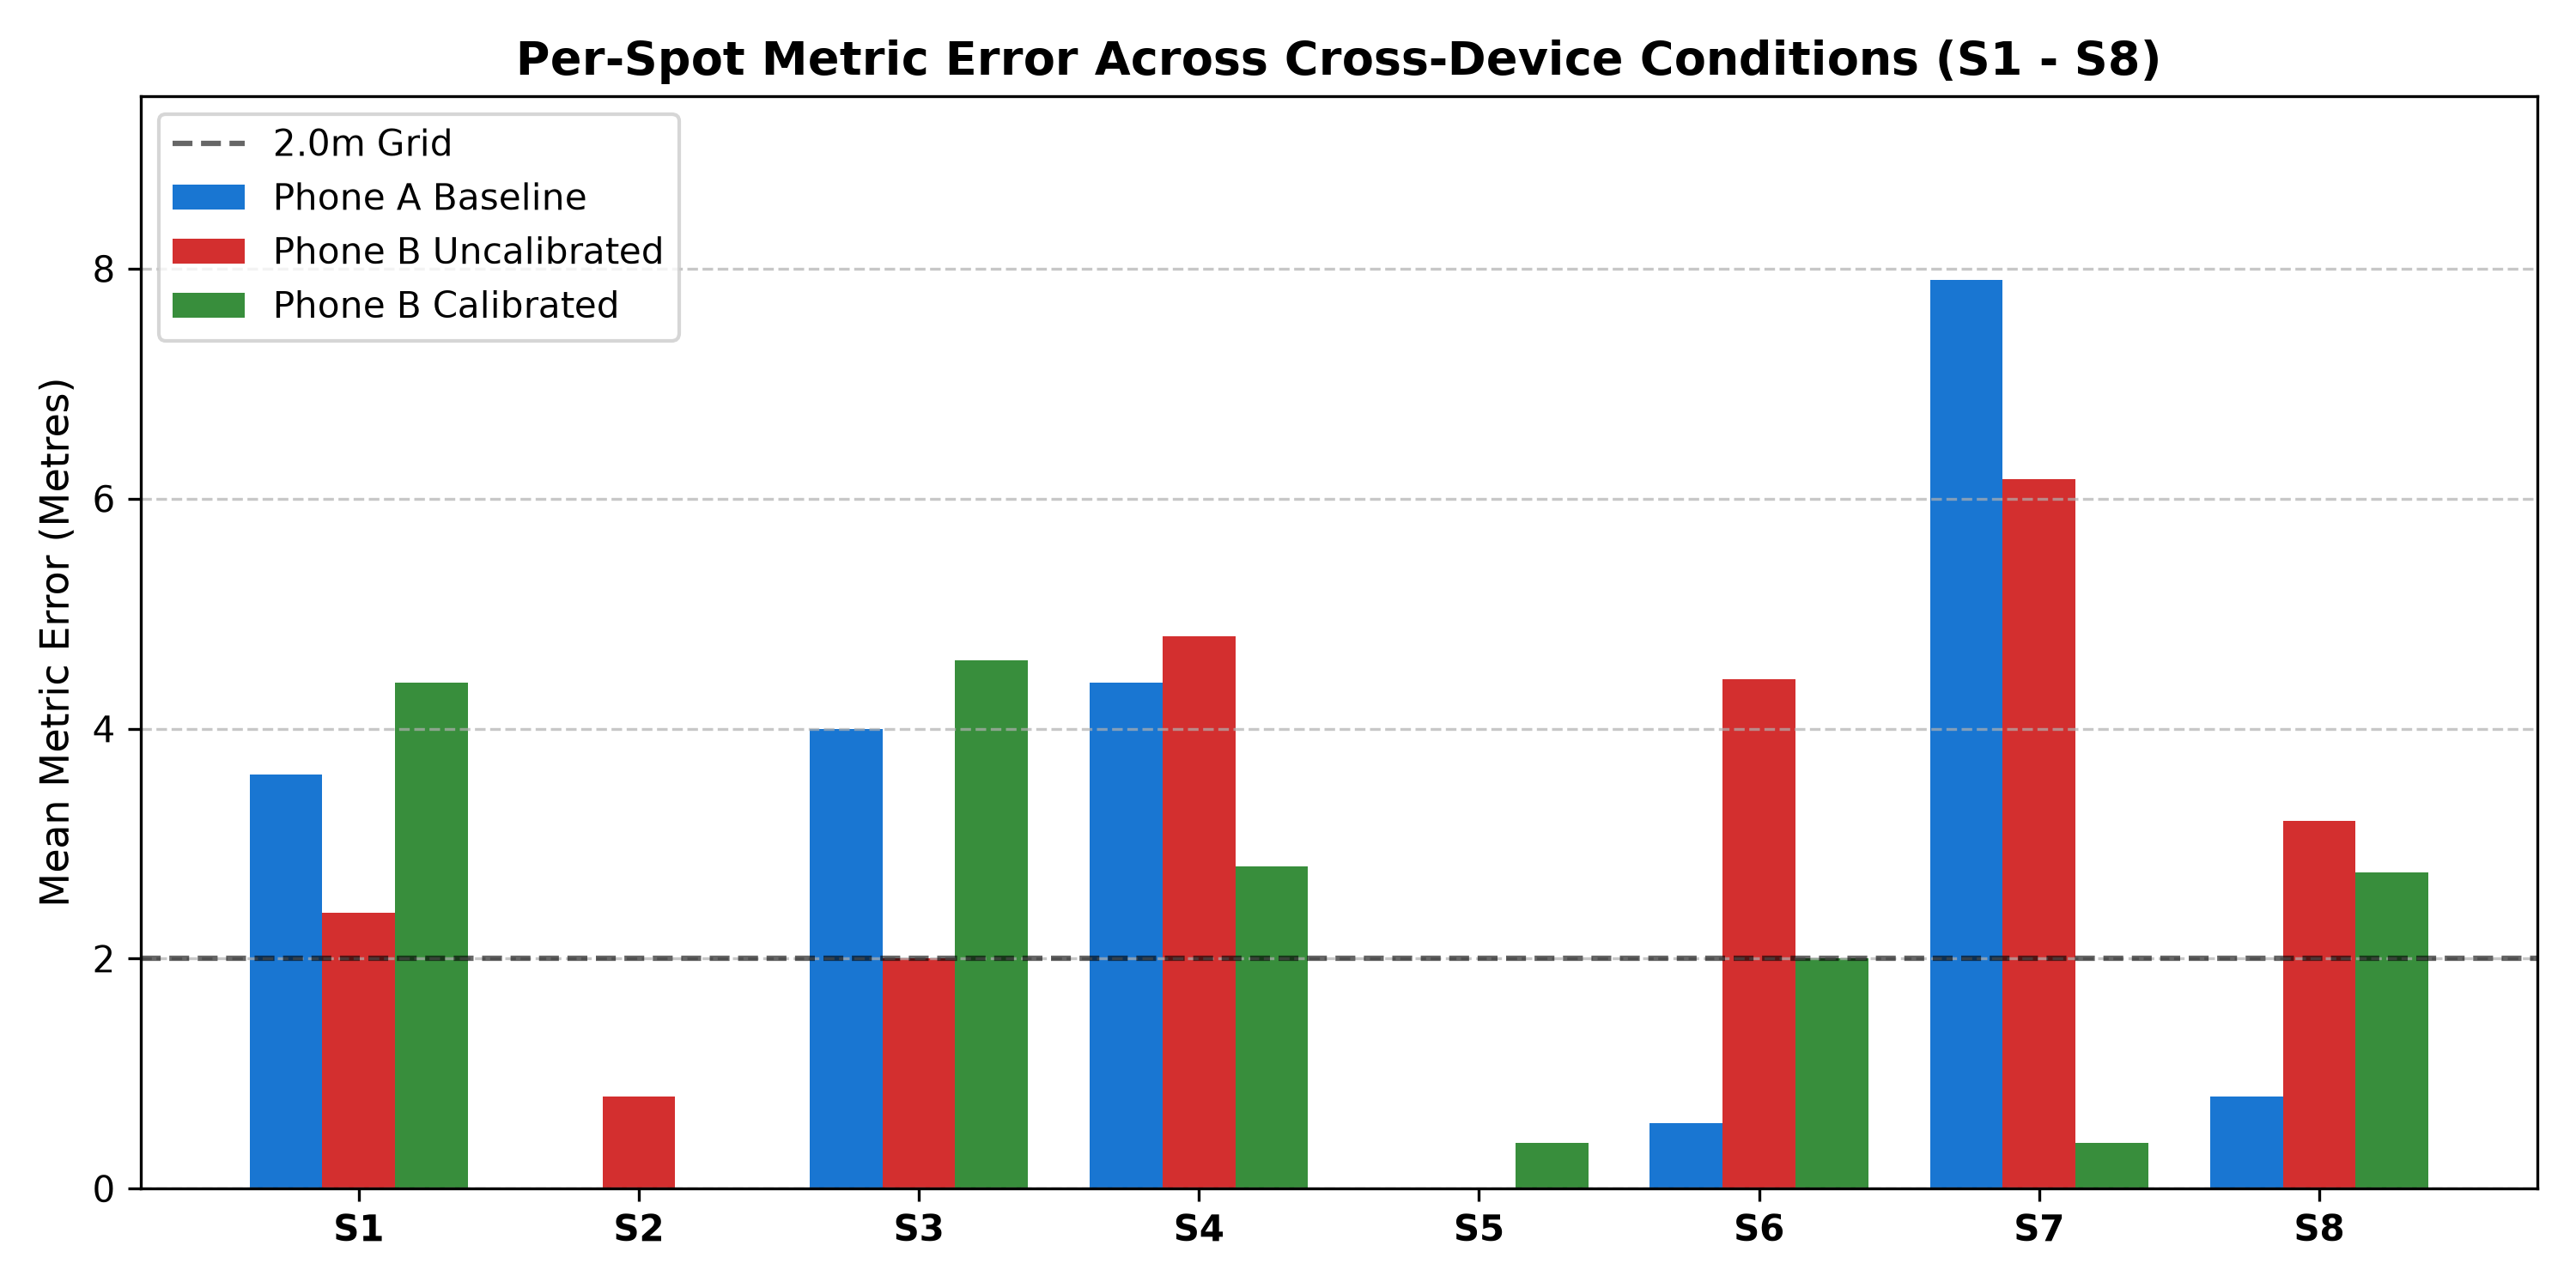 Per-Spot Metric Error Across Cross-Device Conditions (S1 - S8)
2.0m Grid
Phone A Baseline
Phone B Uncalibrated
Phone B Calibrated
Mean Metric Error (Metres)
8
6
4
2
0
S1 S2 S3 S4 S5 S6 S7 S8